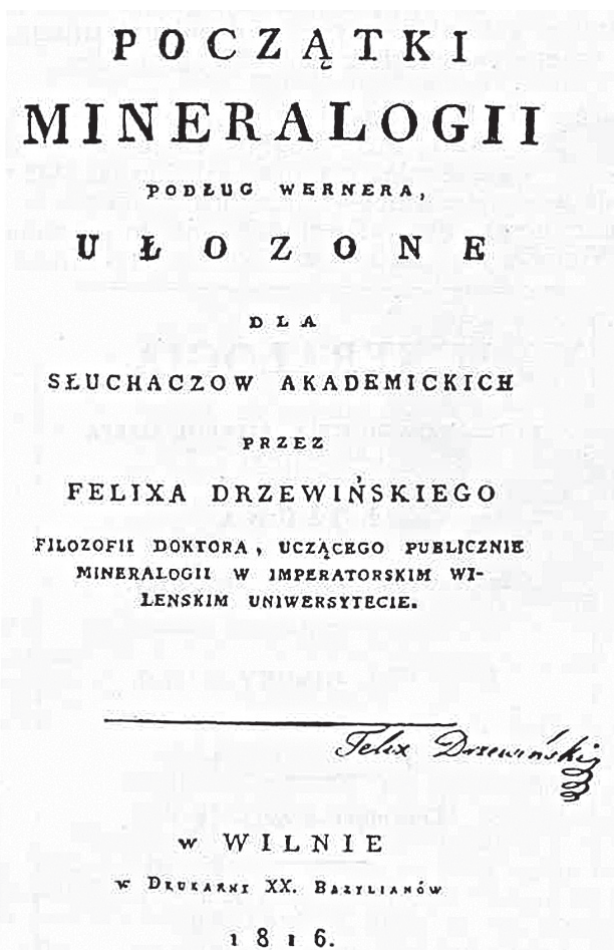 POCZĄTKI
MINERALOGII
PODŁUG WERNERA,
UŁOZONE
DLA
SŁUCHACZOW AKADEMICKICH
PRZEZ
FELIXA DRZEWIŃSKIEGO
FILOZOFII DOKTORA, UCZĄCEGO PUBLICZNIE
MINERALOGII W IMPERATORSKIM WI-
LENSKIM UNIWERSYTECIE.
Felix Drzewiński
w WILNIE
w DRUKARNI XX. BAZYLIANÓW
1816.